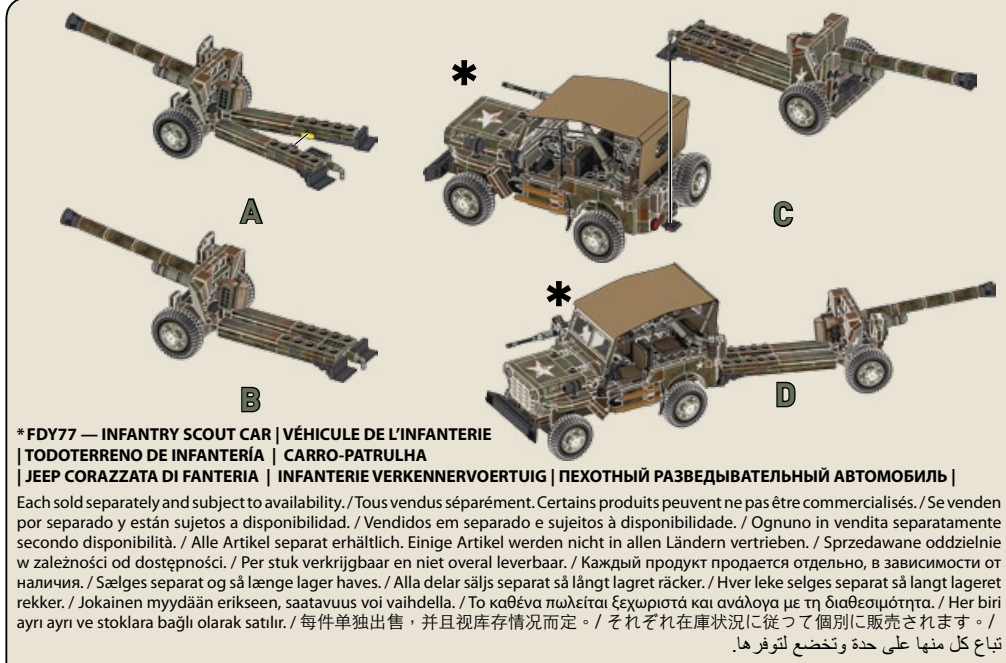 *
A
C
B
*
D
* FDY77 — INFANTRY SCOUT CAR | VÉHICULE DE L'INFANTERIE
| TODOTERRENO DE INFANTERÍA | CARRO-PATRULHA
| JEEP CORAZZATA DI FANTERIA | INFANTERIE VERKENNERVOERTUIG | ПЕХОТНЫЙ РАЗВЕДЫВАТЕЛЬНЫЙ АВТОМОБИЛЬ |
Each sold separately and subject to availability. / Tous vendus séparément. Certains produits peuvent ne pas être commercialisés. / Se venden
por separado y están sujetos a disponibilidad. / Vendidos em separado e sujeitos à disponibilidade. / Ognuno in vendita separatamente
secondo disponibilità. / Alle Artikel separat erhältlich. Einige Artikel werden nicht in allen Ländern vertrieben. / Sprzedawane oddzielnie
w zależności od dostępności. / Per stuk verkrijgbaar en niet overal leverbaar. / Каждый продукт продается отдельно, в зависимости от
наличия. / Sælges separat og så længe lager haves. / Alla delar säljs separat så långt lagret räcker. / Hver leke selges separat så langt lageret
rekker. / Jokainen myydään erikseen, saatavuus voi vaihdella. / Το καθένα πωλείται ξεχωριστά και ανάλογα με τη διαθεσιμότητα. / Her biri
ayrı ayrı ve stoklara bağlı olarak satılır. / 每件单独出售，并且视库存情况而定。/ それぞれ在庫状況に従つて個別に販売されます。/
تباع كل منها على حدة وتخضع لتوفرها.